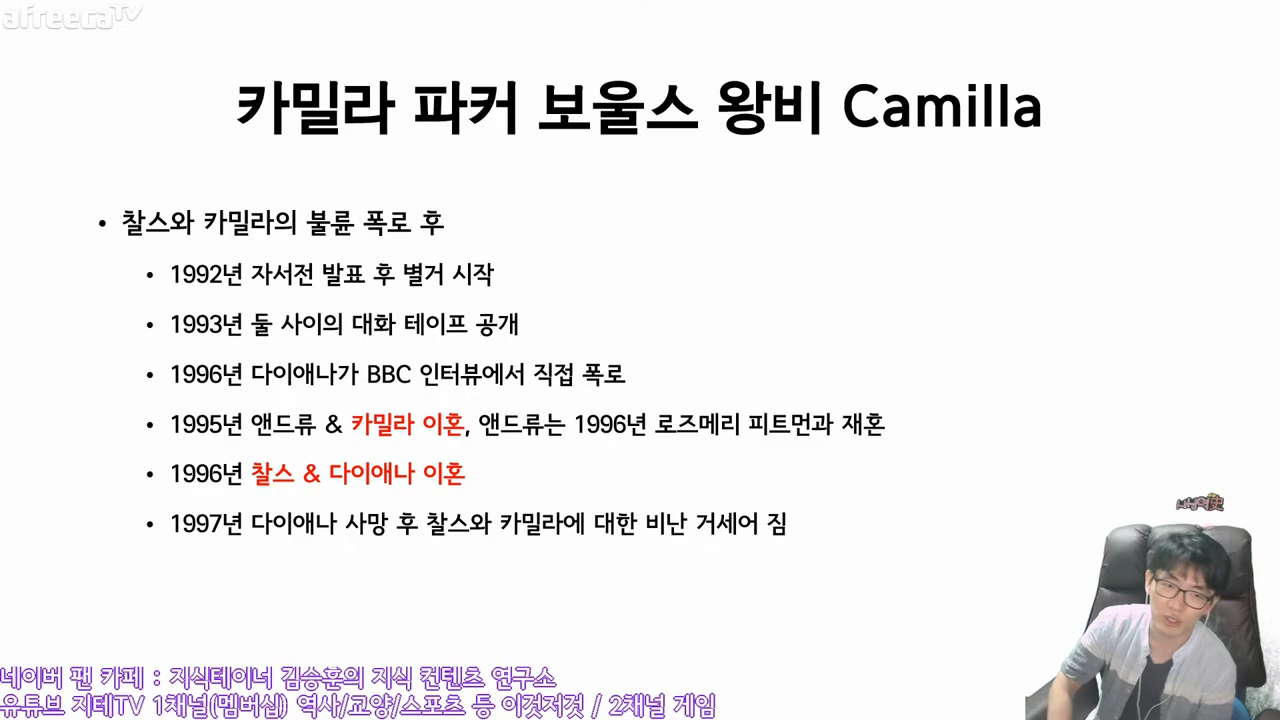 afreecaTV
카밀라 파커 보울스 왕비 Camilla
• 찰스와 카밀라의 불륜 폭로 후
• 1992년 자서전 발표 후 별거 시작
• 1993년 둘 사이의 대화 테이프 공개
• 1996년 다이애나가 BBC 인터뷰에서 직접 폭로
• 1995년 앤드류 & 카밀라 이혼, 앤드류는 1996년 로즈메리 피트먼과 재혼
• 1996년 찰스 & 다이애나 이혼
• 1997년 다이애나 사망 후 찰스와 카밀라에 대한 비난 거세어 짐
네이버 팬 카페 : 지식테이너 김승훈의 지식 컨텐츠 연구소
유튜브 지테TV 1채널(멤버십) 역사/교양/스포츠 등 이것저것 / 2채널 게임